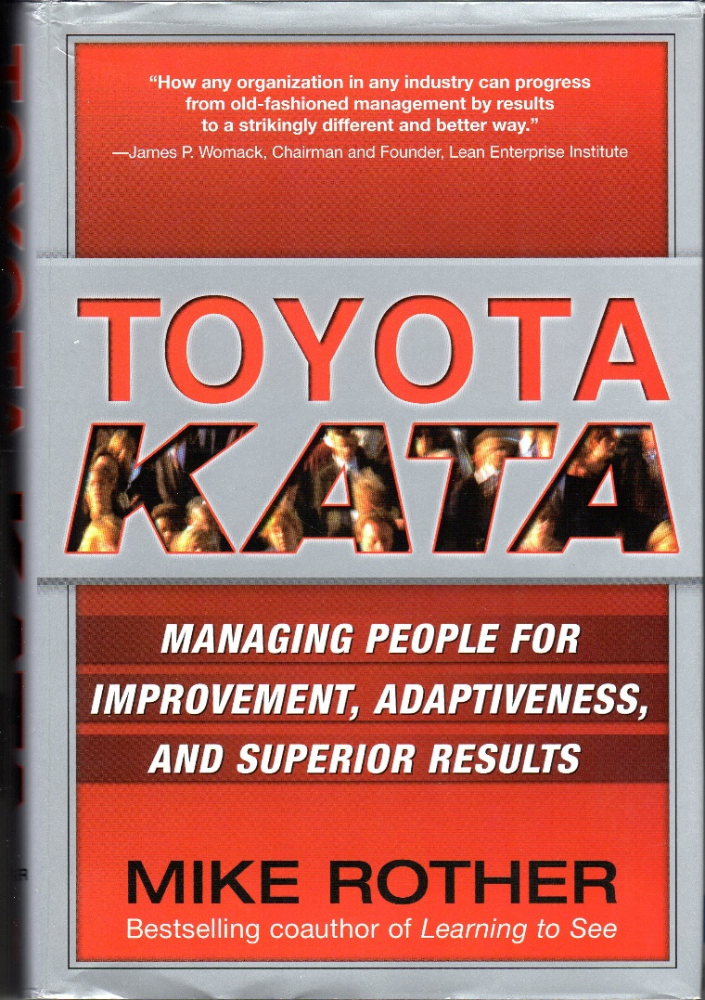 “How any organization in any industry can progress
from old-fashioned management by results
to a strikingly different and better way.”
—James P. Womack, Chairman and Founder, Lean Enterprise Institute
TOYOTA
KATA
MANAGING PEOPLE FOR
IMPROVEMENT, ADAPTIVENESS,
AND SUPERIOR RESULTS
MIKE ROTHER
Bestselling coauthor of Learning to See
TOYOTA